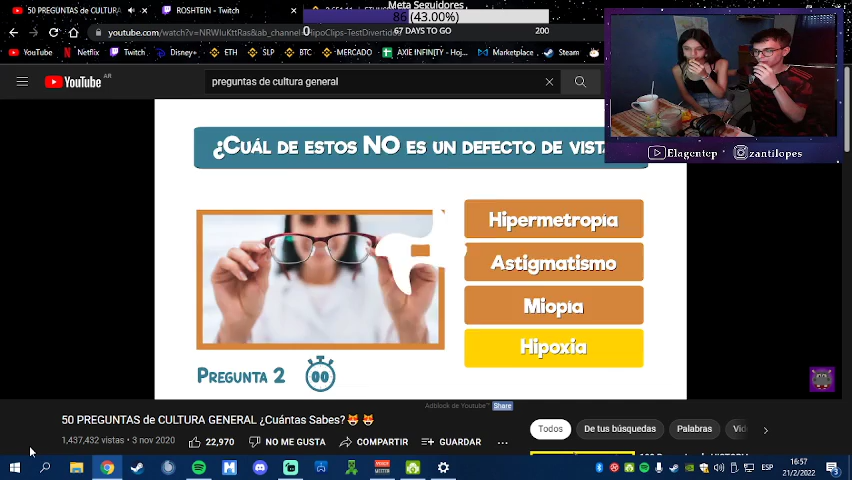 50 PREGUNTAS de CULTURA
ROSHTEIN - Twitch
Meta Seguidores
86 (43.00%)
0
67 DAYS TO GO
200
youtube.com/watch?v=NRWIuKttRas&ab_channel=
YouTube
Netflix
Twitch
Disney+
ETH
SLP
BTC
MERCADO
AXIE INFINITY - Hoj...
Marketplace
Steam
YouTube AR
preguntas de cultura general
Elagentep
zantilopes
¿CUÁL DE ESTOS NO ES UN DEFECTO DE VISTA
Hipermetropía
Astigmatismo
Miopía
Hipoxia
PREGUNTA 2
00
Adblock de Youtube™ Share
50 PREGUNTAS de CULTURA GENERAL ¿Cuántas Sabes?
1,437,432 vistas • 3 nov 2020
22,970
NO ME GUSTA
COMPARTIR
GUARDAR
Todos
De tus búsquedas
Palabras
ESP
16:57
21/2/2022
3